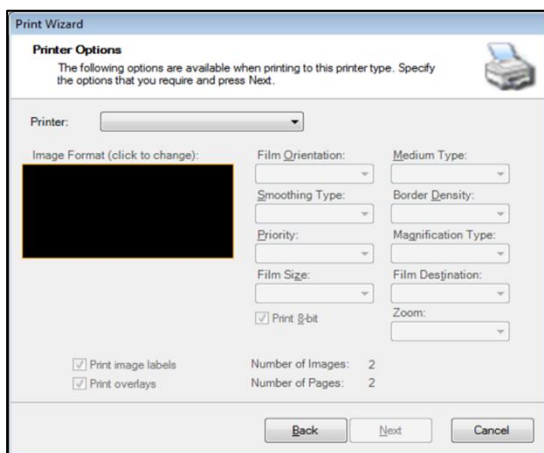 Print Wizard
Printer Options
The following options are available when printing to this printer type. Specify
the options that you require and press Next.
Printer:
Image Format (click to change):
Film Orientation:
Medium Type:
Smoothing Type:
Border Density:
Priority:
Magnification Type:
Film Size:
Film Destination:
Print 8-bit
Zoom:
Print image labels
Number of Images: 2
Print overlays
Number of Pages: 2
Back
Next
Cancel